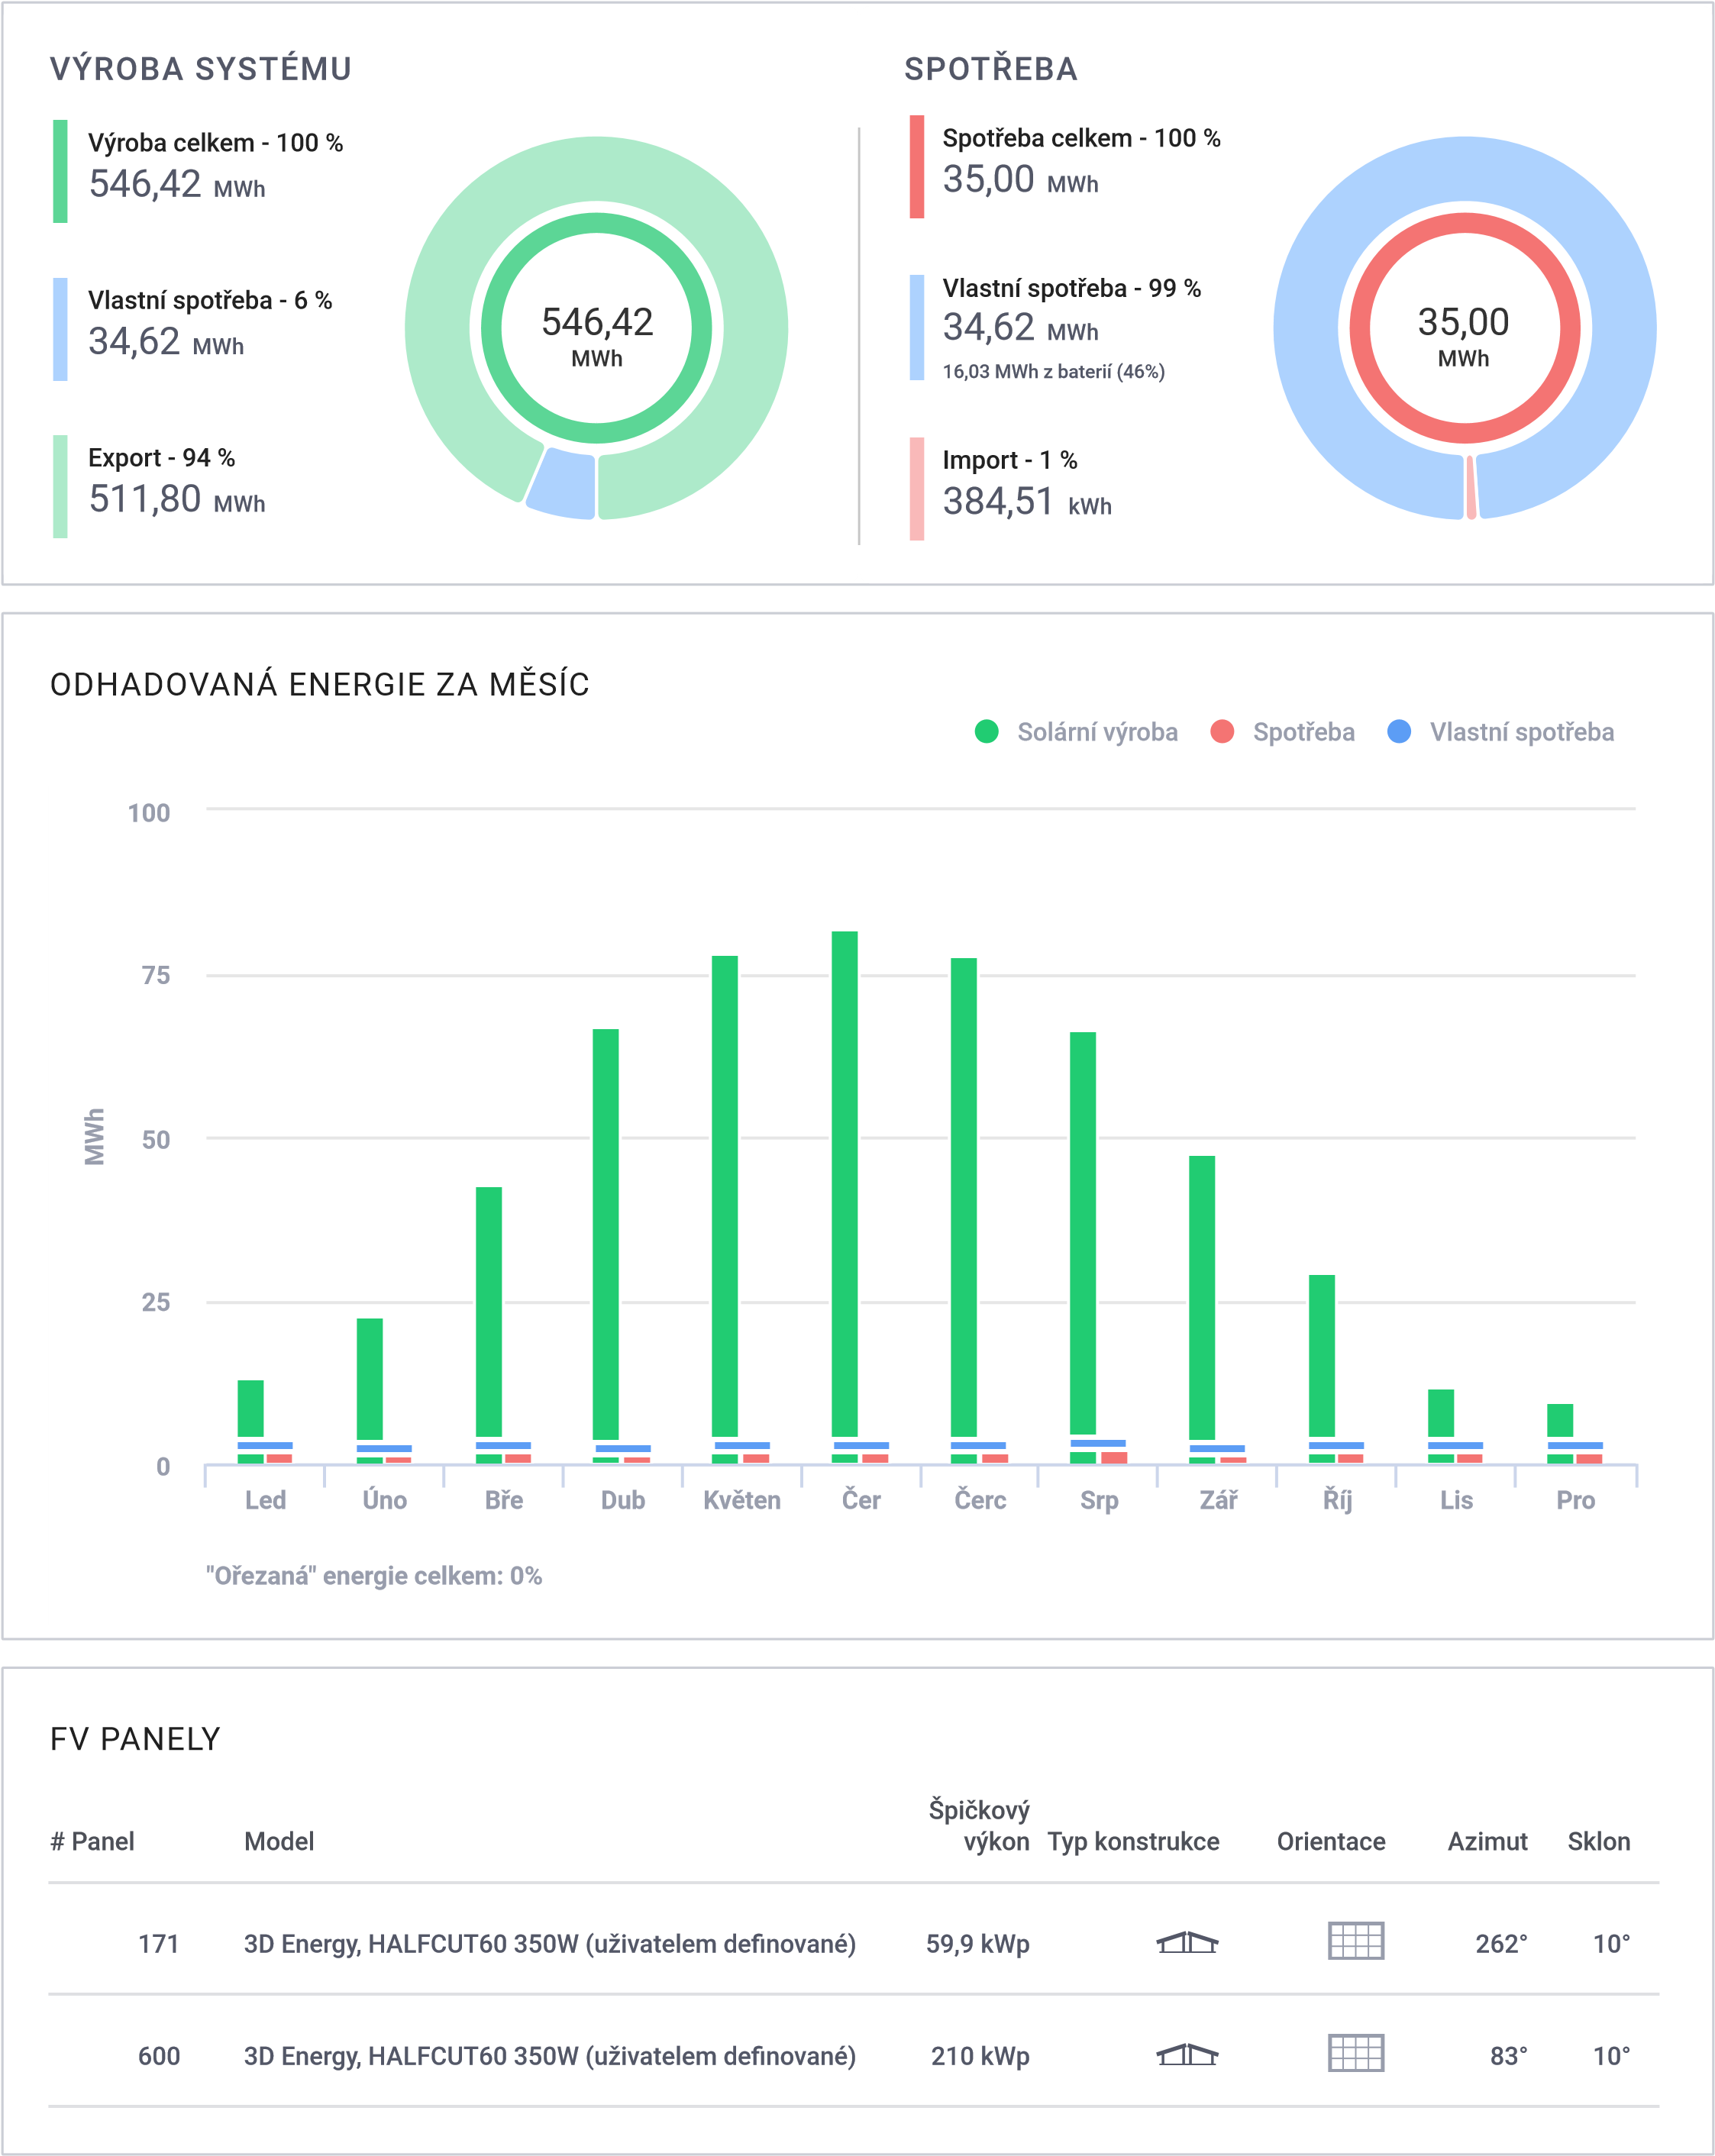 VÝROBA SYSTÉMU
Výroba celkem - 100 %
546,42 MWh
Vlastní spotřeba - 6 %
34,62 MWh
Export - 94 %
511,80 MWh
546,42
MWh
SPOTŘEBA
Spotřeba celkem - 100 %
35,00 MWh
Vlastní spotřeba - 99 %
34,62 MWh
16,03 MWh z baterií (46%)
Import - 1 %
384,51 kWh
35,00
MWh
ODHADOVANÁ ENERGIE ZA MĚSÍC
Solární výroba Spotřeba Vlastní spotřeba
100
75
50
25
0
MWh
Led Úno Bře Dub Květen Čer Čerc Srp Zář Říj Lis Pro
"Ořezaná" energie celkem: 0%
FV PANELY
# Panel Model Špičkový výkon Typ konstrukce Orientace Azimut Sklon
171 3D Energy, HALFCUT60 350W (uživatelem definované) 59,9 kWp 262° 10°
600 3D Energy, HALFCUT60 350W (uživatelem definované) 210 kWp 83° 10°